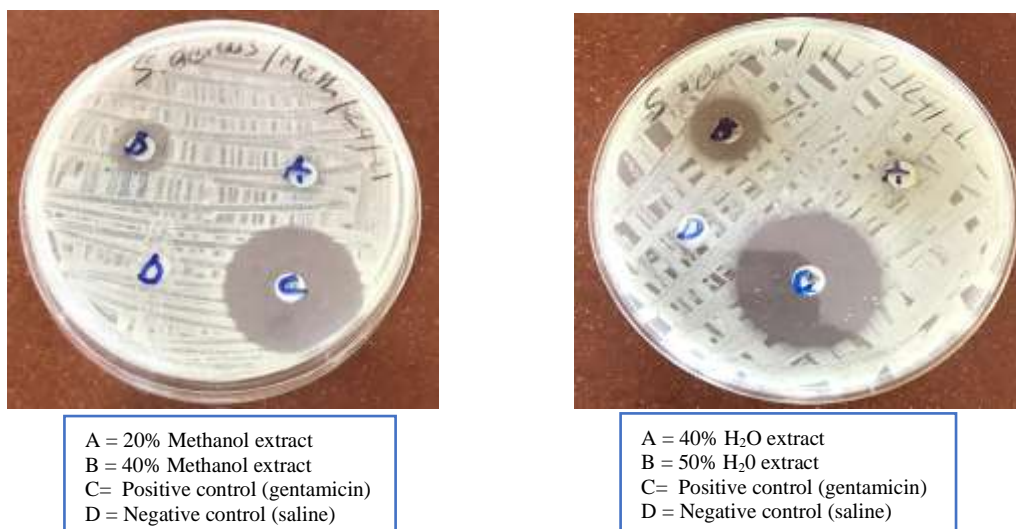 S. aureus/
B
A
D
C
B
A
D
C
A = 20% Methanol extract
B = 40% Methanol extract
C= Positive control (gentamicin)
D = Negative control (saline)
A = 40% H₂O extract
B = 50% H₂0 extract
C= Positive control (gentamicin)
D = Negative control (saline)